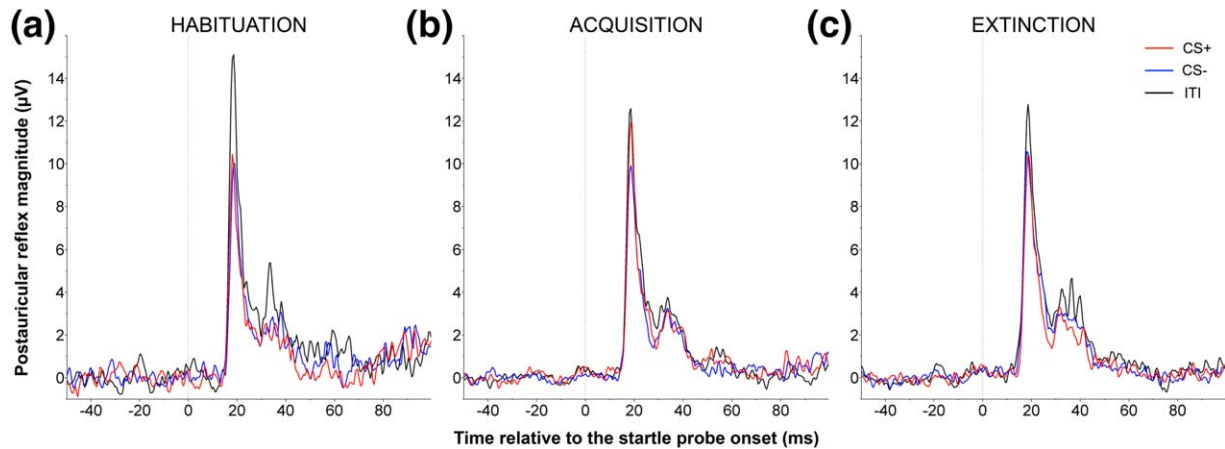 (a) HABITUATION
(b) ACQUISITION
(c) EXTINCTION
CS+
CS-
ITI
Postauricular reflex magnitude (µV)
14
12
10
8
6
4
2
0
-40 -20 0 20 40 60 80
14
12
10
8
6
4
2
0
-40 -20 0 20 40 60 80
14
12
10
8
6
4
2
0
-40 -20 0 20 40 60 80
Time relative to the startle probe onset (ms)